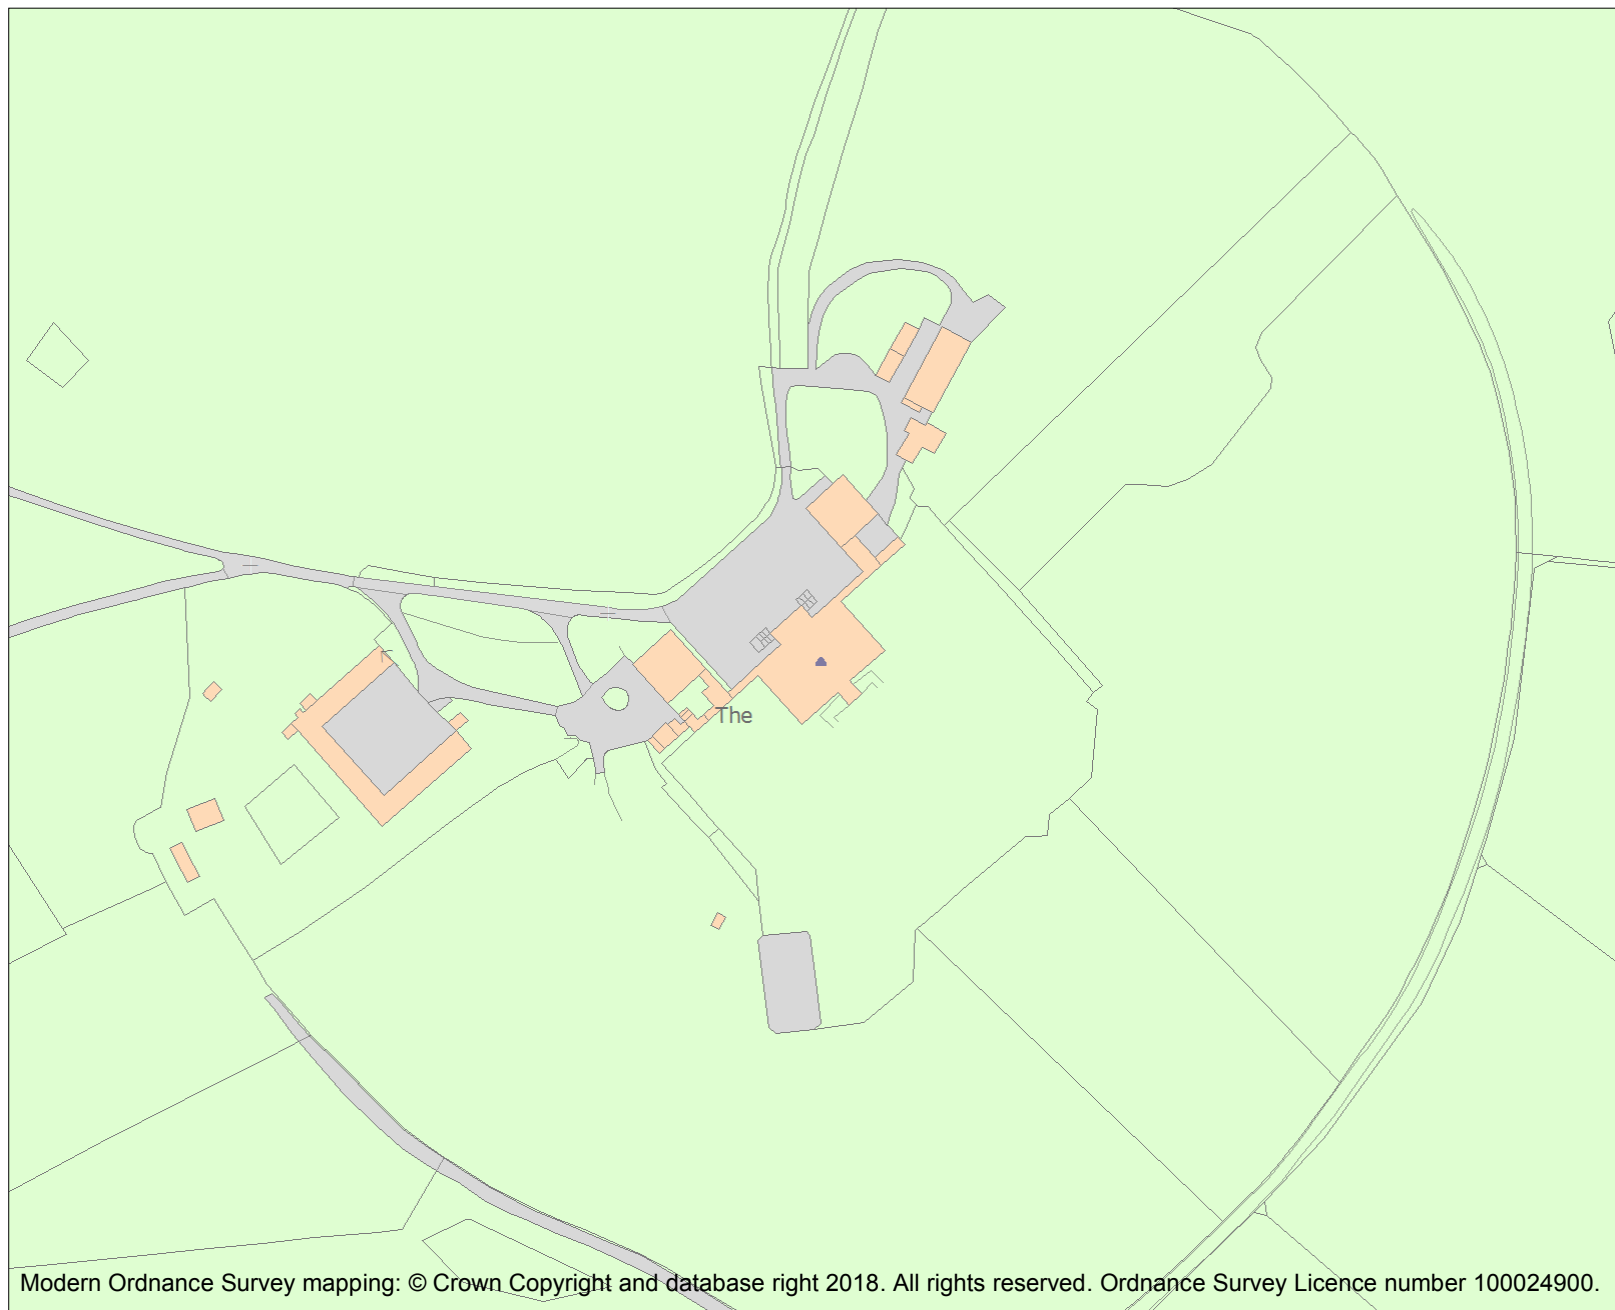 The
Modern Ordnance Survey mapping: © Crown Copyright and database right 2018. All rights reserved. Ordnance Survey Licence number 100024900.